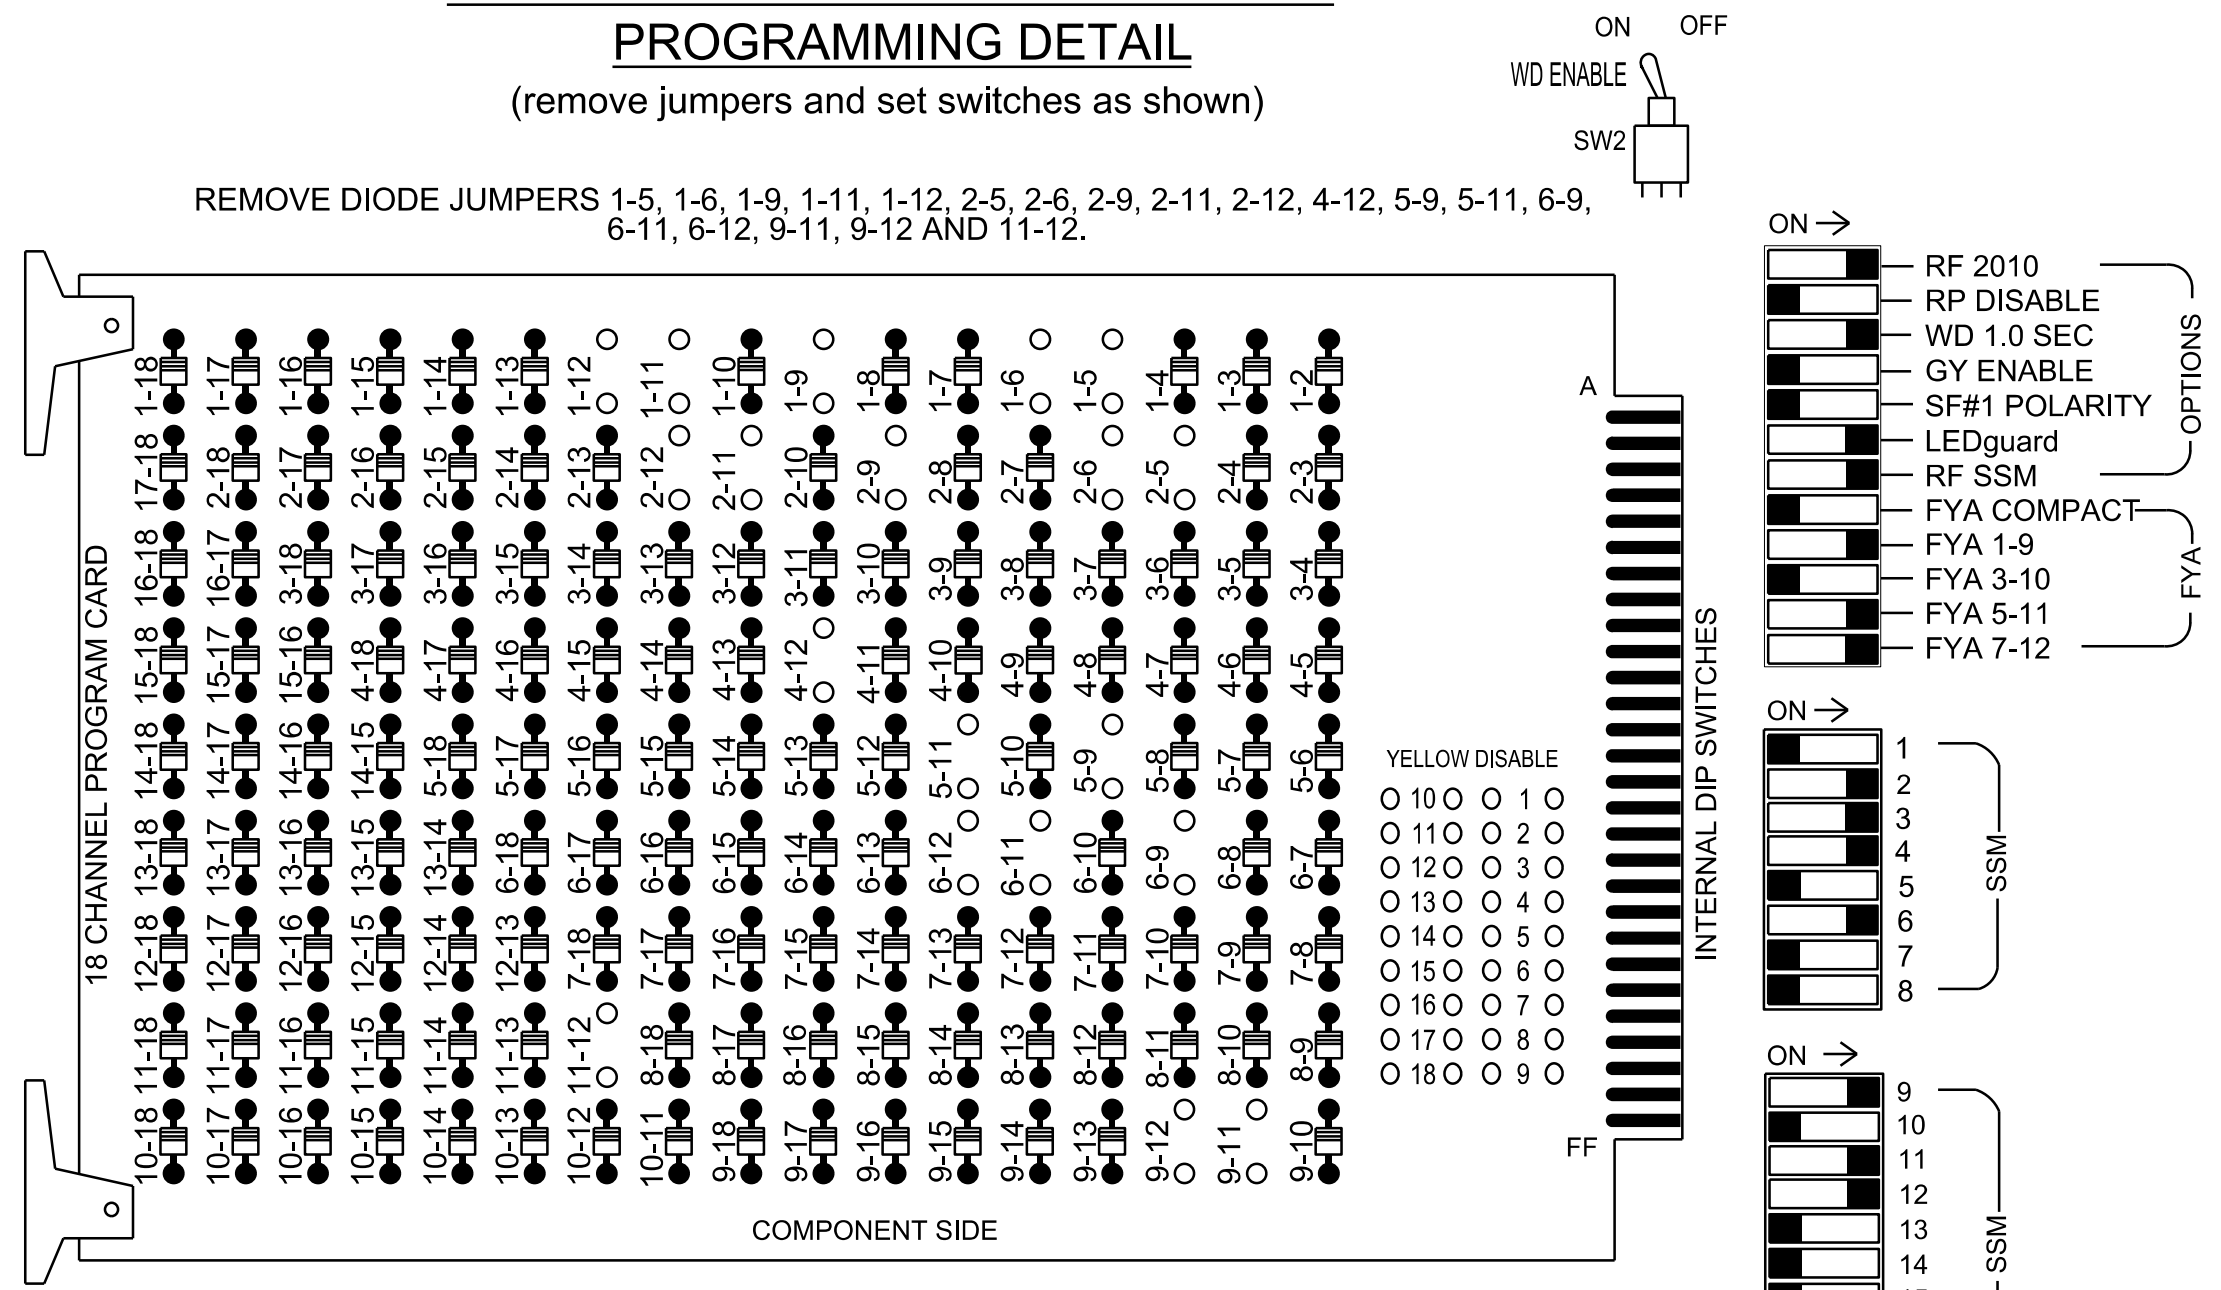 PROGRAMMING DETAIL
(remove jumpers and set switches as shown)
ON OFF
WD ENABLE
SW2
REMOVE DIODE JUMPERS 1-5, 1-6, 1-9, 1-11, 1-12, 2-5, 2-6, 2-9, 2-11, 2-12, 4-12, 5-9, 5-11, 6-9,
6-11, 6-12, 9-11, 9-12 AND 11-12.
18 CHANNEL PROGRAM CARD
1-18 1-17 1-16 1-15 1-14 1-13 1-12 1-11 1-10 1-9 1-8 1-7 1-6 1-5 1-4 1-3 1-2
17-18 2-18 2-17 2-16 2-15 2-14 2-13 2-12 2-11 2-10 2-9 2-8 2-7 2-6 2-5 2-4 2-3
16-18 16-17 3-18 3-17 3-16 3-15 3-14 3-13 3-12 3-11 3-10 3-9 3-8 3-7 3-6 3-5 3-4
15-18 15-17 15-16 4-18 4-17 4-16 4-15 4-14 4-13 4-12 4-11 4-10 4-9 4-8 4-7 4-6 4-5
14-18 14-17 14-16 14-15 5-18 5-17 5-16 5-15 5-14 5-13 5-12 5-11 5-10 5-9 5-8 5-7 5-6
13-18 13-17 13-16 13-15 13-14 6-18 6-17 6-16 6-15 6-14 6-13 6-12 6-11 6-10 6-9 6-8 6-7
12-18 12-17 12-16 12-15 12-14 12-13 7-18 7-17 7-16 7-15 7-14 7-13 7-12 7-11 7-10 7-9 7-8
11-18 11-17 11-16 11-15 11-14 11-13 11-12 8-18 8-17 8-16 8-15 8-14 8-13 8-12 8-11 8-10 8-9
10-18 10-17 10-16 10-15 10-14 10-13 10-12 10-11 9-18 9-17 9-16 9-15 9-14 9-13 9-12 9-11 9-10
COMPONENT SIDE
YELLOW DISABLE
10 1
11 2
12 3
13 4
14 5
15 6
16 7
17 8
18 9
A
FF
INTERNAL DIP SWITCHES
ON →
RF 2010
RP DISABLE
WD 1.0 SEC
GY ENABLE
SF#1 POLARITY
LEDguard
RF SSM
OPTIONS
FYA COMPACT
FYA 1-9
FYA 3-10
FYA 5-11
FYA 7-12
FYA
ON →
1
2
3
4
5
6
7
8
SSM
ON →
9
10
11
12
13
14
SSM